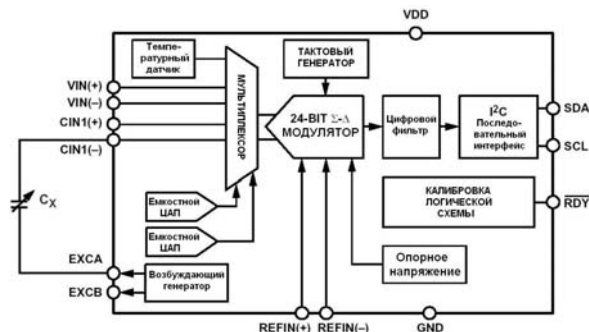 VDD
Темпе-
ратурный
датчик
ТАКТОВЫЙ
ГЕНЕРАТОР
VIN(+)
VIN(–)
CIN1(+)
CIN1(–)
МУЛЬТИПЛЕКСОР
24-BIT Σ-Δ
МОДУЛЯТОР
Цифровой
фильтр
I²C
Последо-
вательный
интерфейс
SDA
SCL
CX
Емкостной
ЦАП
Емкостной
ЦАП
КАЛИБРОВКА
ЛОГИЧЕСКОЙ
СХЕМЫ
RDY
EXCA
EXCB
Возбуждающий
генератор
Опорное
напряжение
REFIN(+)
REFIN(–)
GND